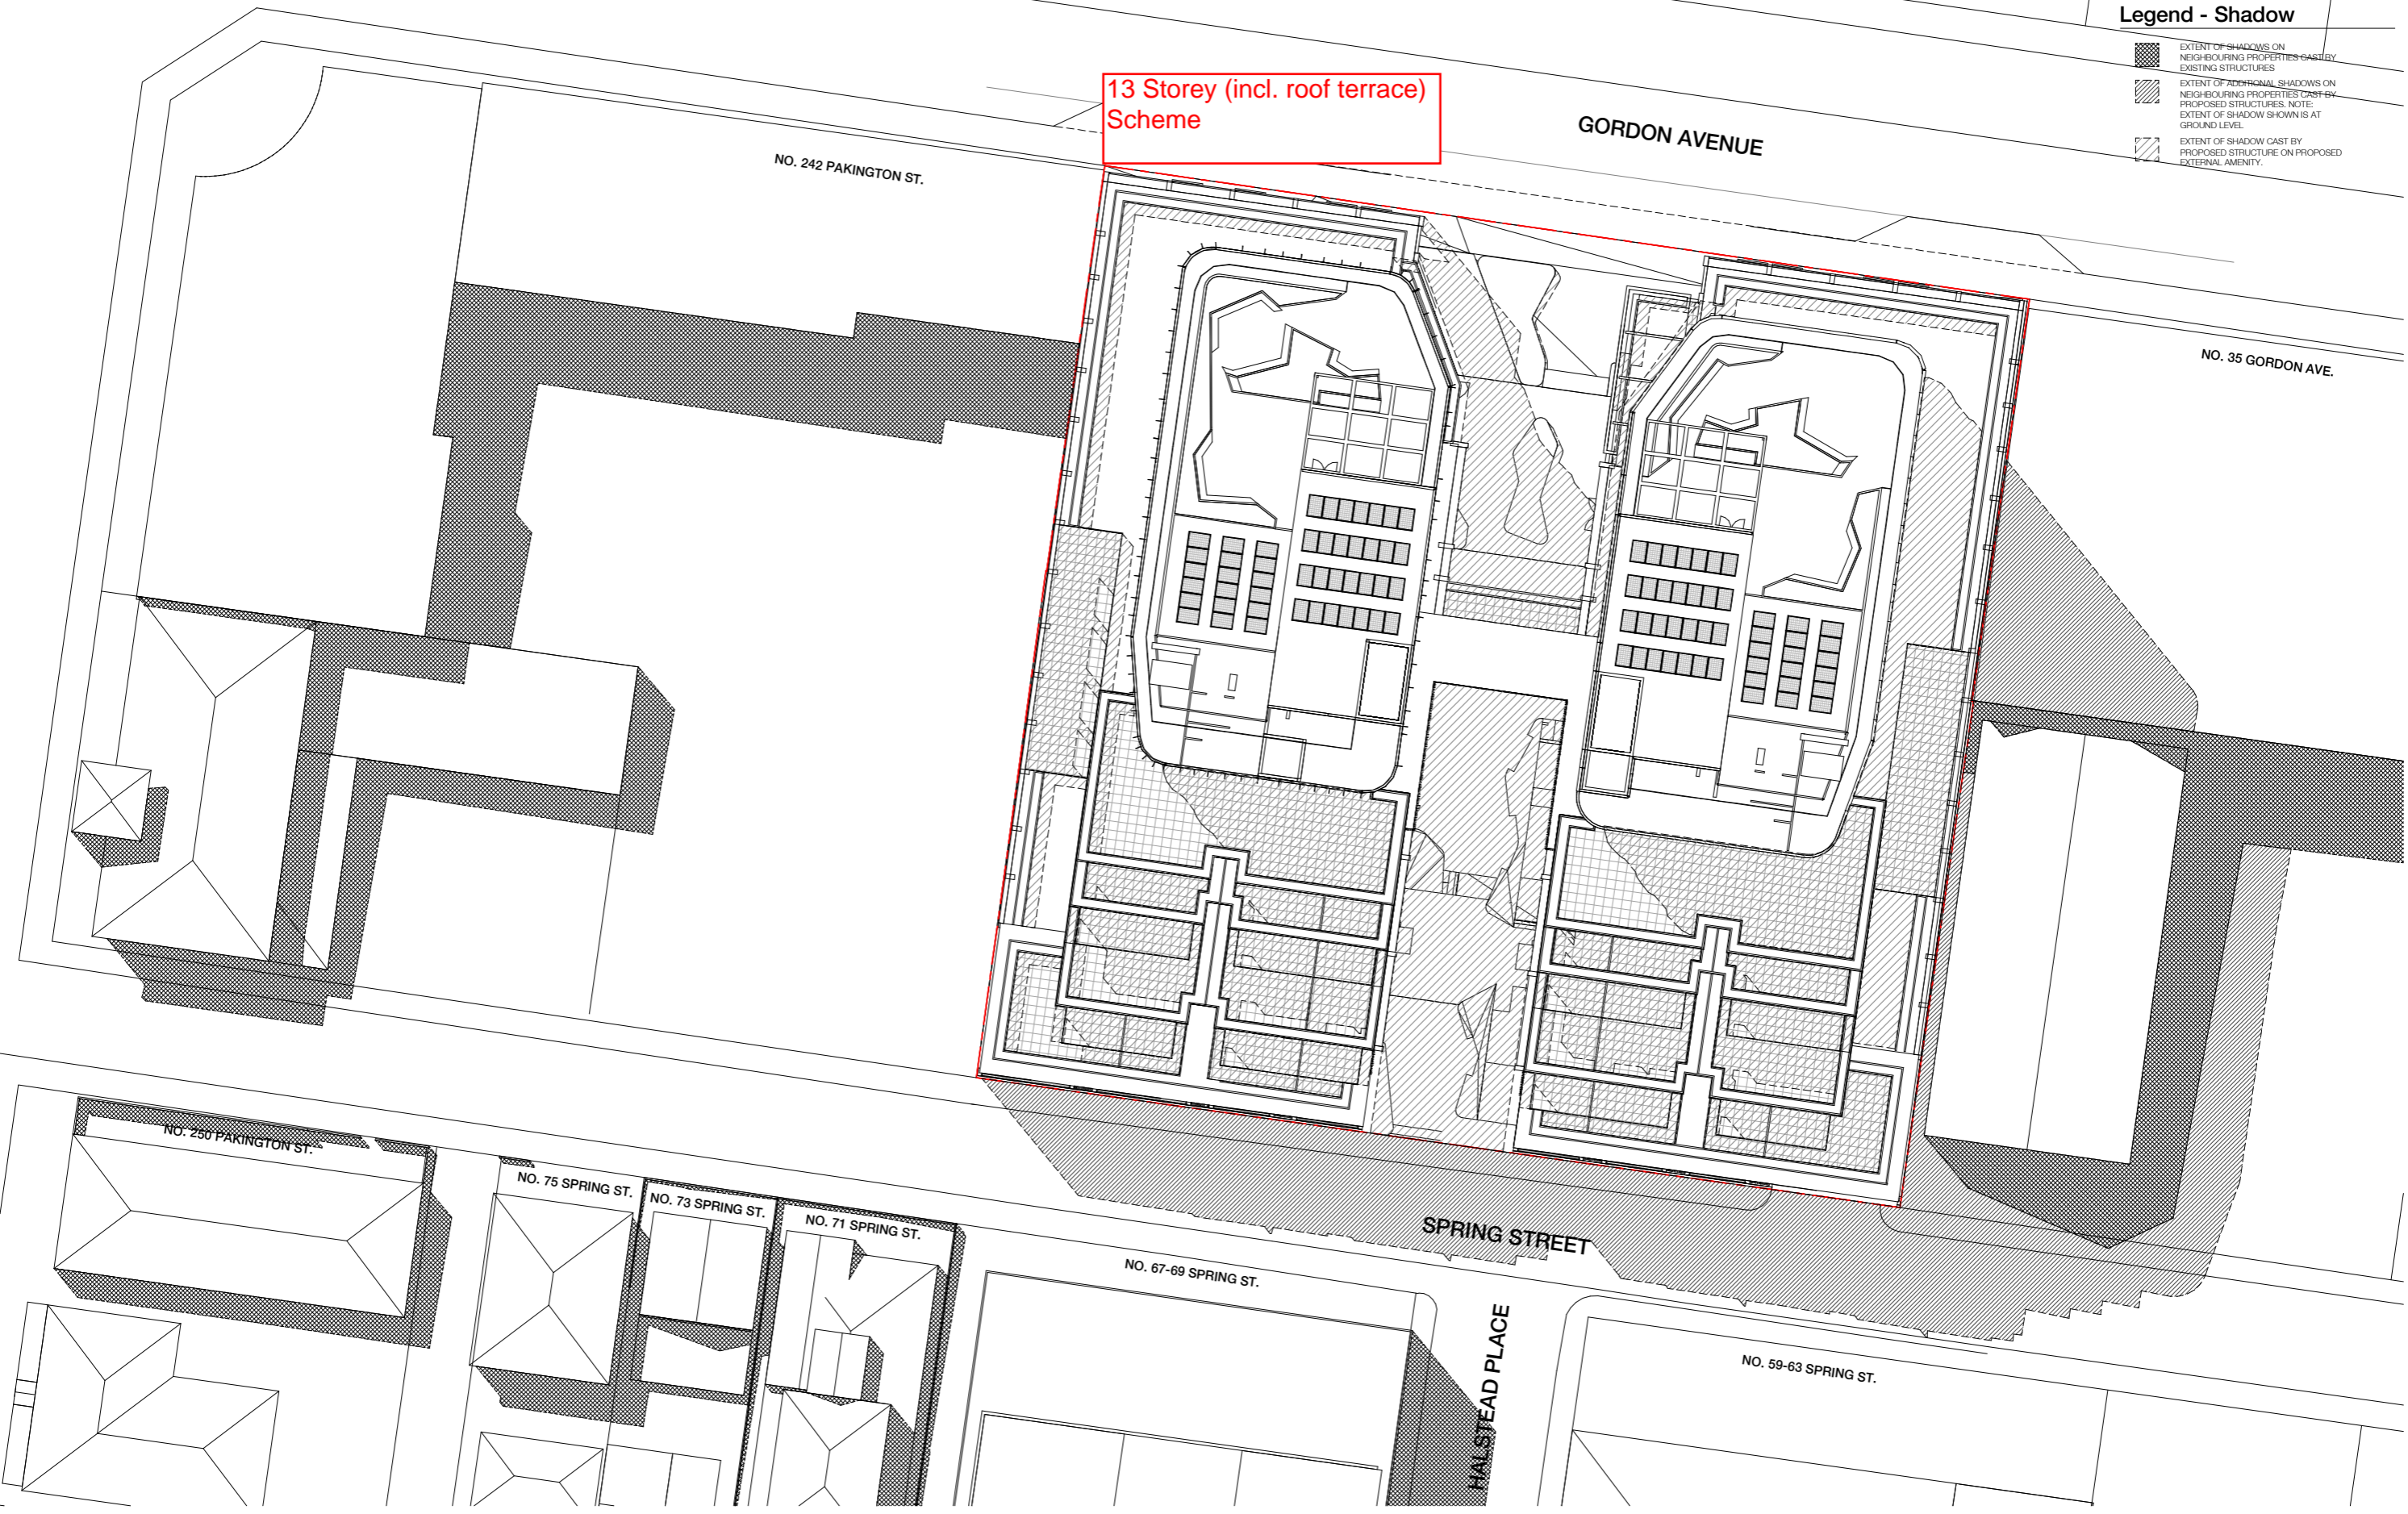 Legend - Shadow
EXTENT OF SHADOWS ON
NEIGHBOURING PROPERTIES CAST BY
EXISTING STRUCTURES
EXTENT OF ADDITIONAL SHADOWS ON
NEIGHBOURING PROPERTIES CAST BY
PROPOSED STRUCTURES. NOTE:
EXTENT OF SHADOW SHOWN IS AT
GROUND LEVEL
EXTENT OF SHADOW CAST BY
PROPOSED STRUCTURE ON PROPOSED
EXTERNAL AMENITY.
13 Storey (incl. roof terrace)
Scheme
GORDON AVENUE
NO. 242 PAKINGTON ST.
NO. 35 GORDON AVE.
NO. 250 PAKINGTON ST.
NO. 75 SPRING ST.
NO. 73 SPRING ST.
NO. 71 SPRING ST.
SPRING STREET
NO. 67-69 SPRING ST.
HALSTEAD PLACE
NO. 59-63 SPRING ST.